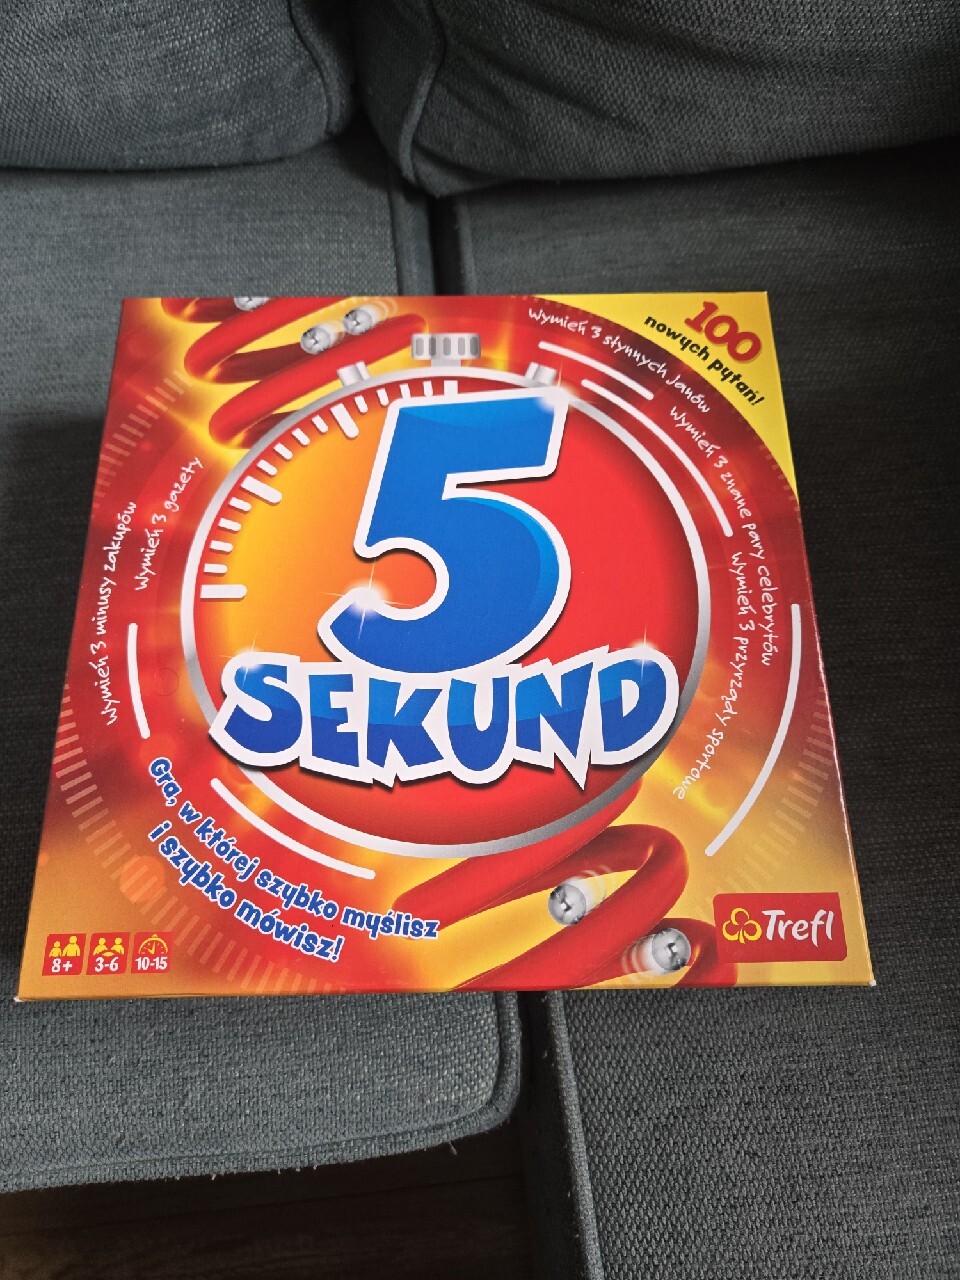 100
nowych pytań!
Wymień 3 słynnych Janów
Wymień 3 znane pary celebrytów
Wymień 3 przyrządy sportowe
Wymień 3 gazety
Wymień 3 minusy zakupów
5
SEKUND
Gra, w której szybko myślisz
i szybko mówisz!
8+ 3-6 10-15
Trefl